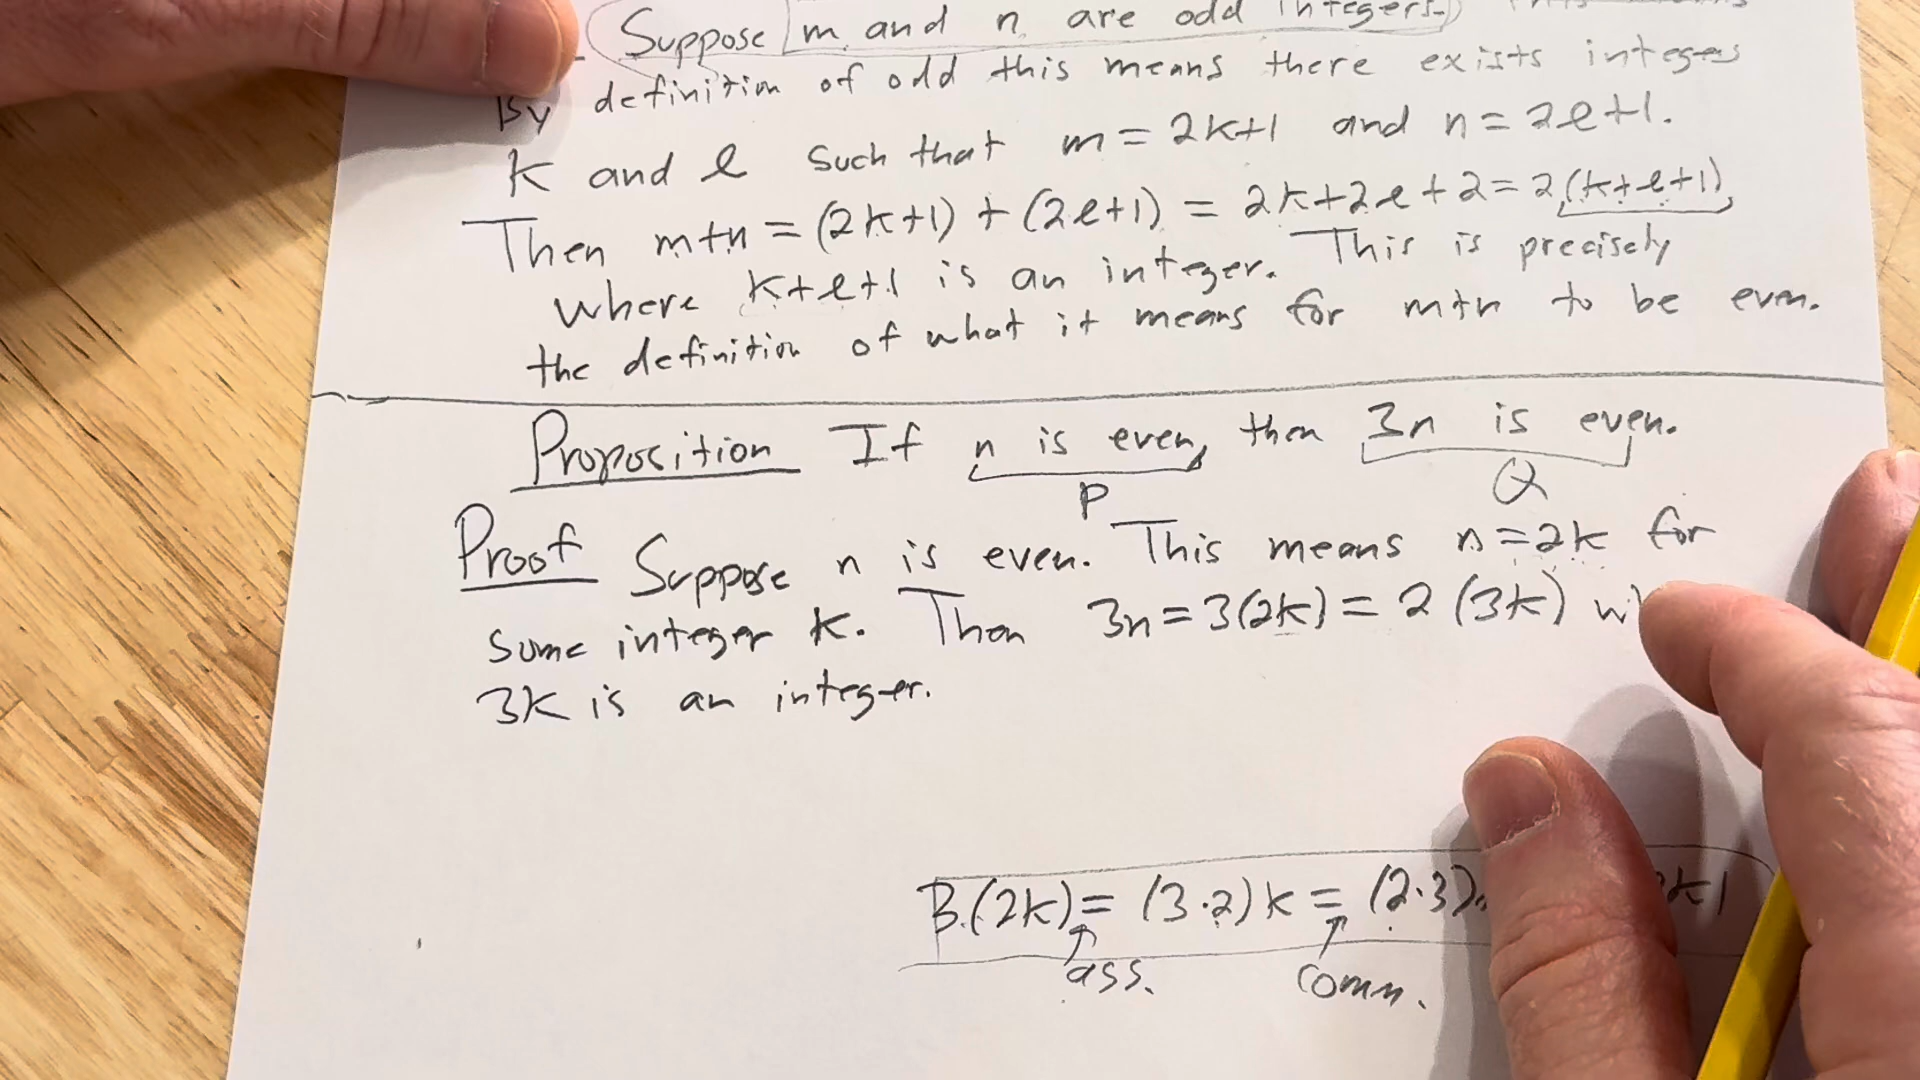 Suppose m and n are odd integers.
By definition of odd this means there exists integers
K and l such that m = 2k+1 and n = 2l+1.
Then m+n = (2k+1) + (2l+1) = 2k+2l+2 = 2(k+l+1)
where k+l+1 is an integer. This is precisely
the definition of what it means for m+n to be even.
Proposition If n is even, then 3n is even.
P Q
Proof Suppose n is even. This means n=2k for
some integer k. Then 3n = 3(2k) = 2(3k)
3k is an integer.
3·(2k) = (3·2)k = (2·3)
ass. comm.